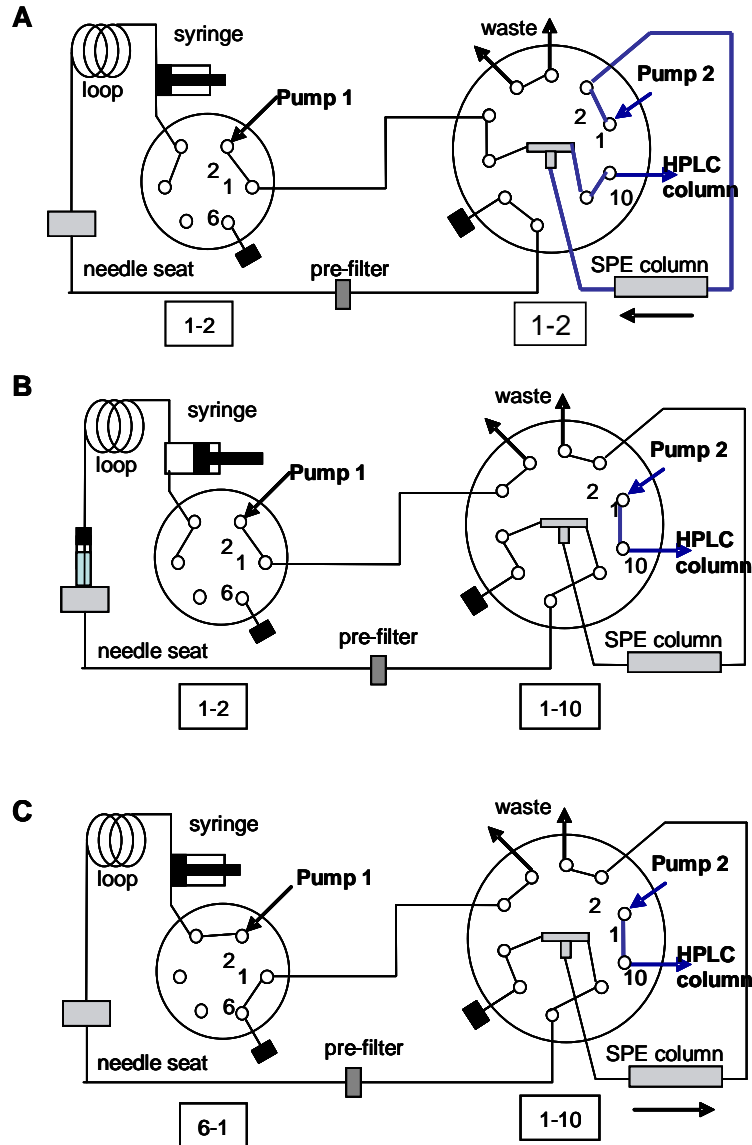 A
syringe
waste
loop
Pump 1
Pump 2
2
1
6
2
1
10
HPLC
column
needle seat
pre-filter
SPE column
1-2
1-2
B
syringe
waste
loop
Pump 1
Pump 2
2
1
6
2
1
10
HPLC
column
needle seat
pre-filter
SPE column
1-2
1-10
C
syringe
waste
loop
Pump 1
Pump 2
2
1
6
2
1
10
HPLC
column
needle seat
pre-filter
SPE column
6-1
1-10